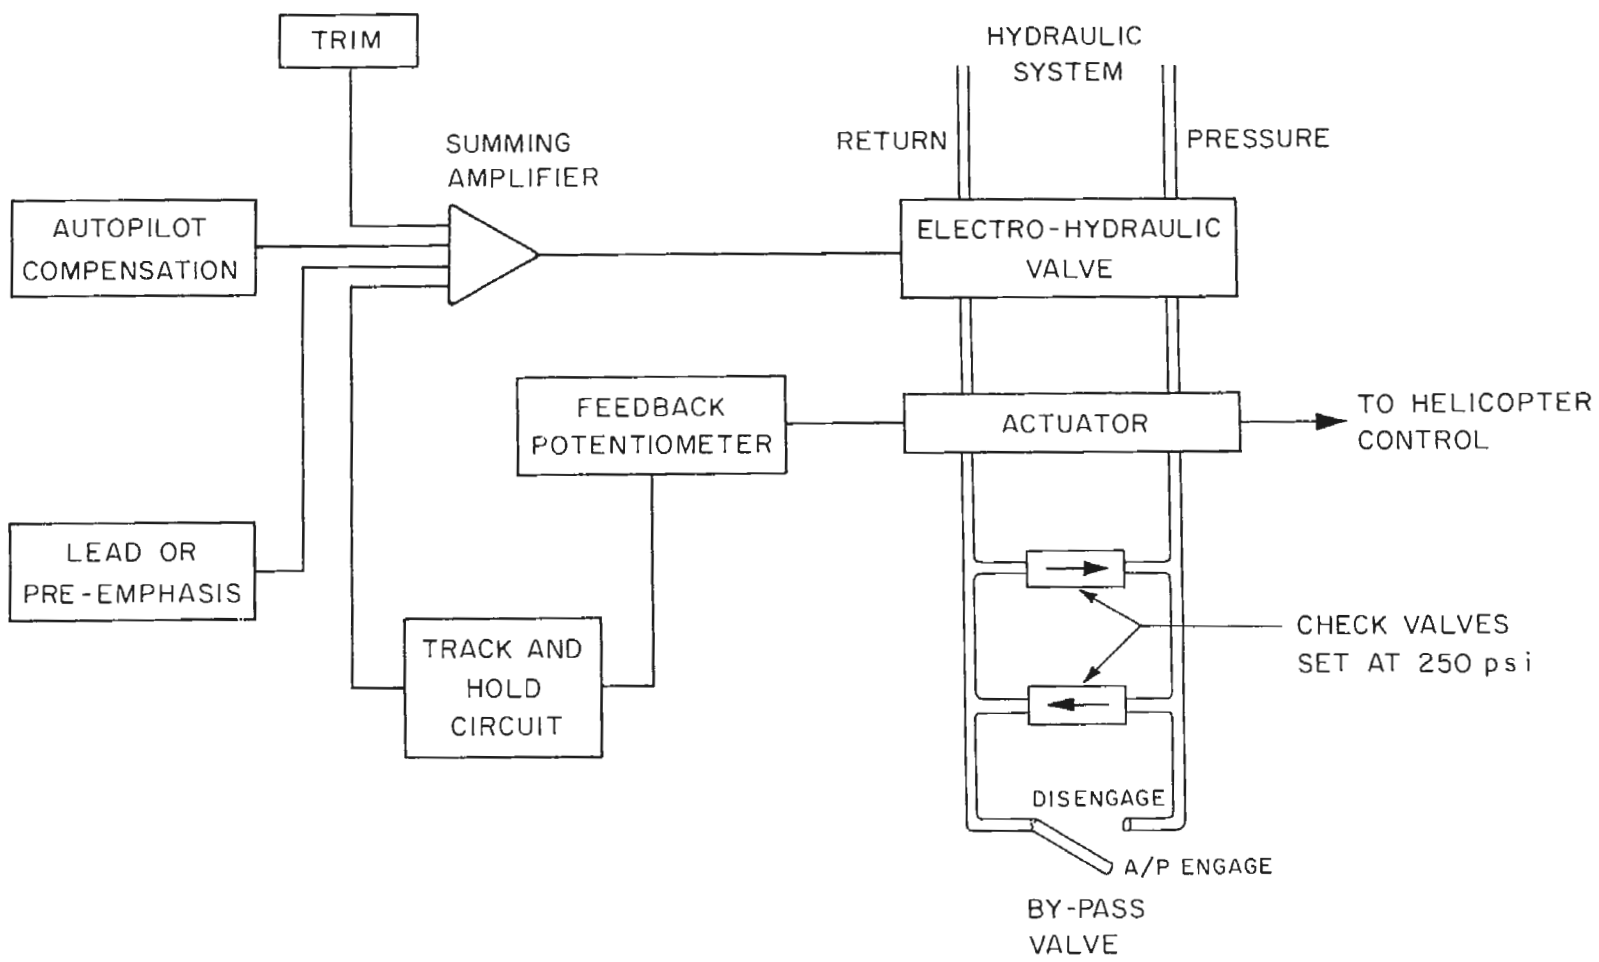 TRIM
HYDRAULIC
SYSTEM
SUMMING
AMPLIFIER
RETURN
PRESSURE
AUTOPILOT
COMPENSATION
ELECTRO-HYDRAULIC
VALVE
FEEDBACK
POTENTIOMETER
ACTUATOR
TO HELICOPTER
CONTROL
LEAD OR
PRE-EMPHASIS
TRACK AND
HOLD
CIRCUIT
CHECK VALVES
SET AT 250 psi
DISENGAGE
A/P ENGAGE
BY-PASS
VALVE